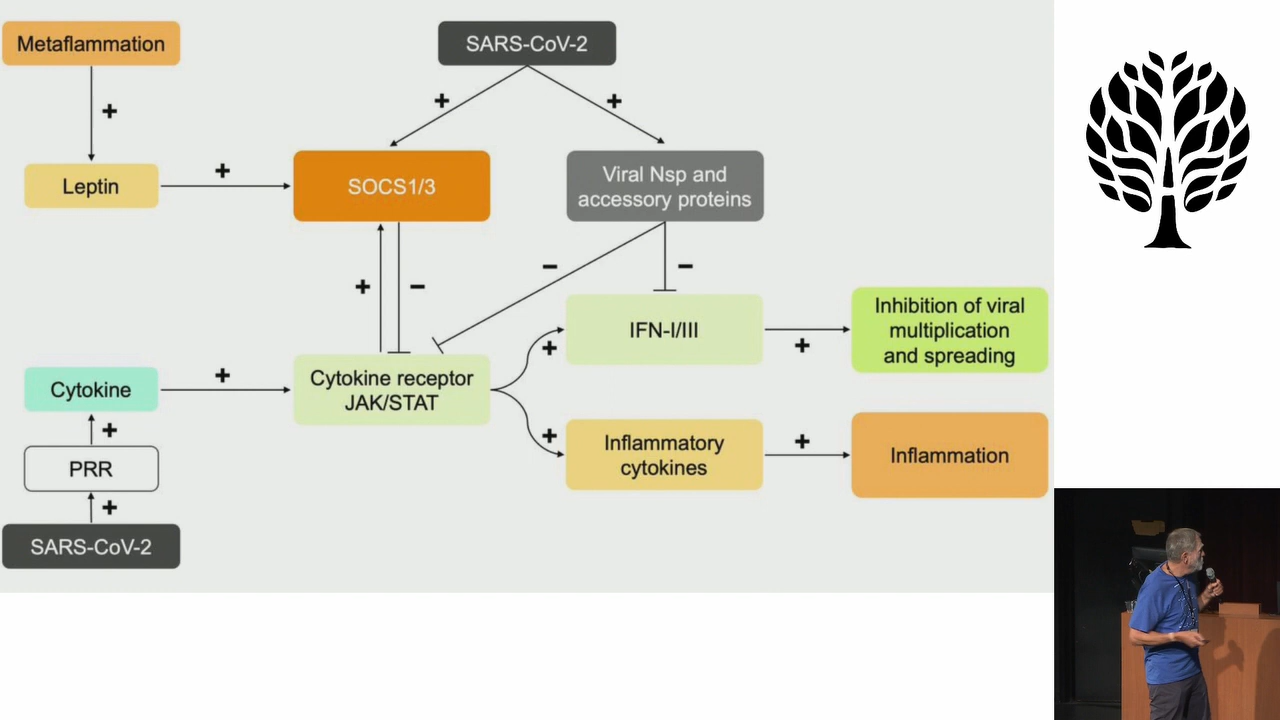 Metaflammation
SARS-CoV-2
+
+
+
Leptin
+
SOCS1/3
Viral Nsp and
accessory proteins
+
−
−
−
IFN-I/III
+
+
Inhibition of viral
multiplication
and spreading
Cytokine
+
Cytokine receptor
JAK/STAT
+
PRR
+
Inflammatory
cytokines
+
Inflammation
+
SARS-CoV-2